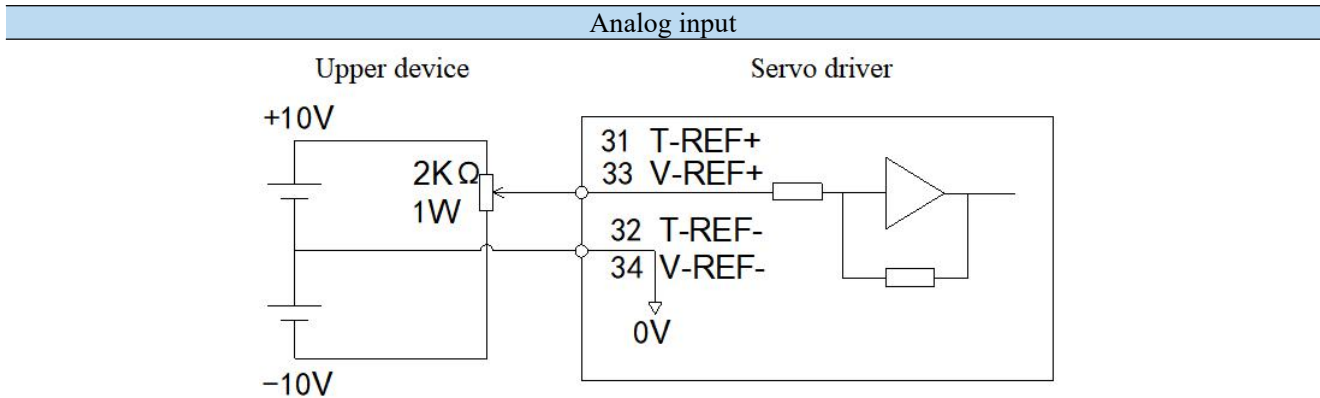 Analog input
Upper device
Servo driver
+10V
2KΩ
1W
31 T-REF+
33 V-REF+
32 T-REF-
34 V-REF-
0V
−10V